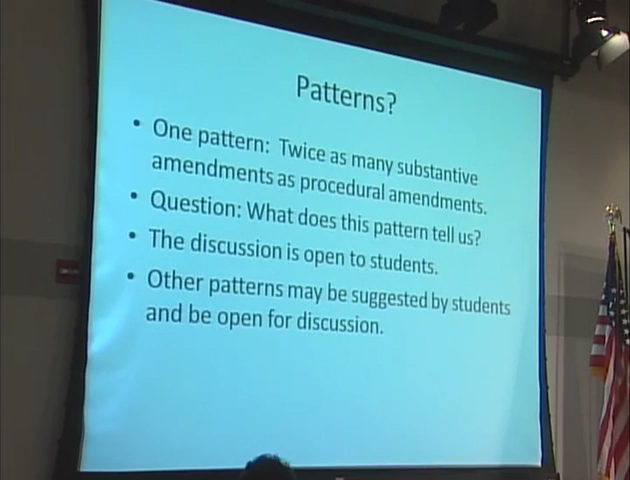 Patterns?
• One pattern: Twice as many substantive
amendments as procedural amendments.
• Question: What does this pattern tell us?
• The discussion is open to students.
• Other patterns may be suggested by students
and be open for discussion.